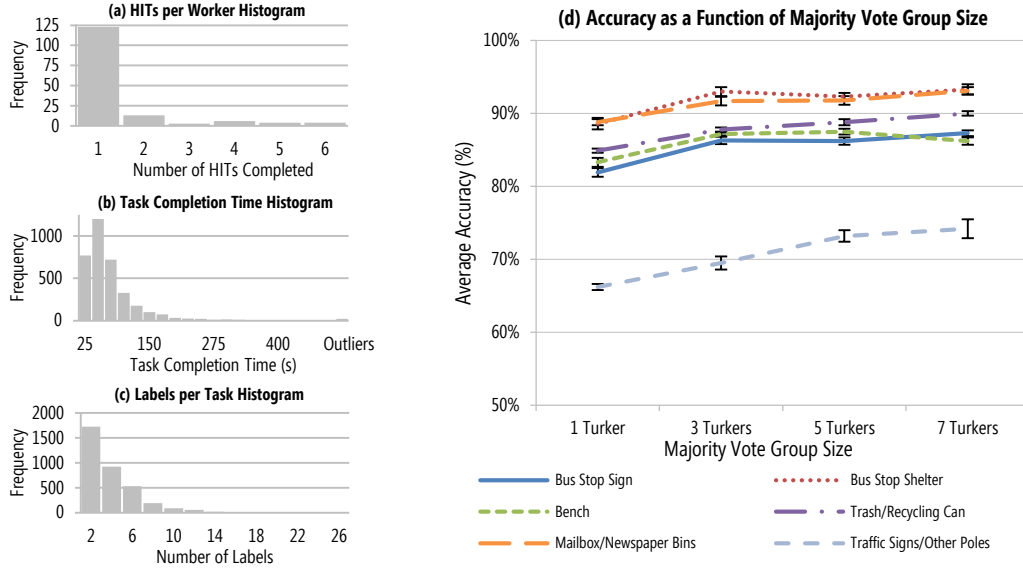 (a) HITs per Worker Histogram
125
100
75
50
25
0
Frequency
1 2 3 4 5 6
Number of HITs Completed
(b) Task Completion Time Histogram
1000
500
0
Frequency
25 150 275 400 Outliers
Task Completion Time (s)
(c) Labels per Task Histogram
2000
1500
1000
500
0
Frequency
2 6 10 14 18 22 26
Number of Labels
(d) Accuracy as a Function of Majority Vote Group Size
100%
90%
80%
70%
60%
50%
Average Accuracy (%)
1 Turker 3 Turkers 5 Turkers 7 Turkers
Majority Vote Group Size
Bus Stop Sign Bus Stop Shelter
Bench Trash/Recycling Can
Mailbox/Newspaper Bins Traffic Signs/Other Poles